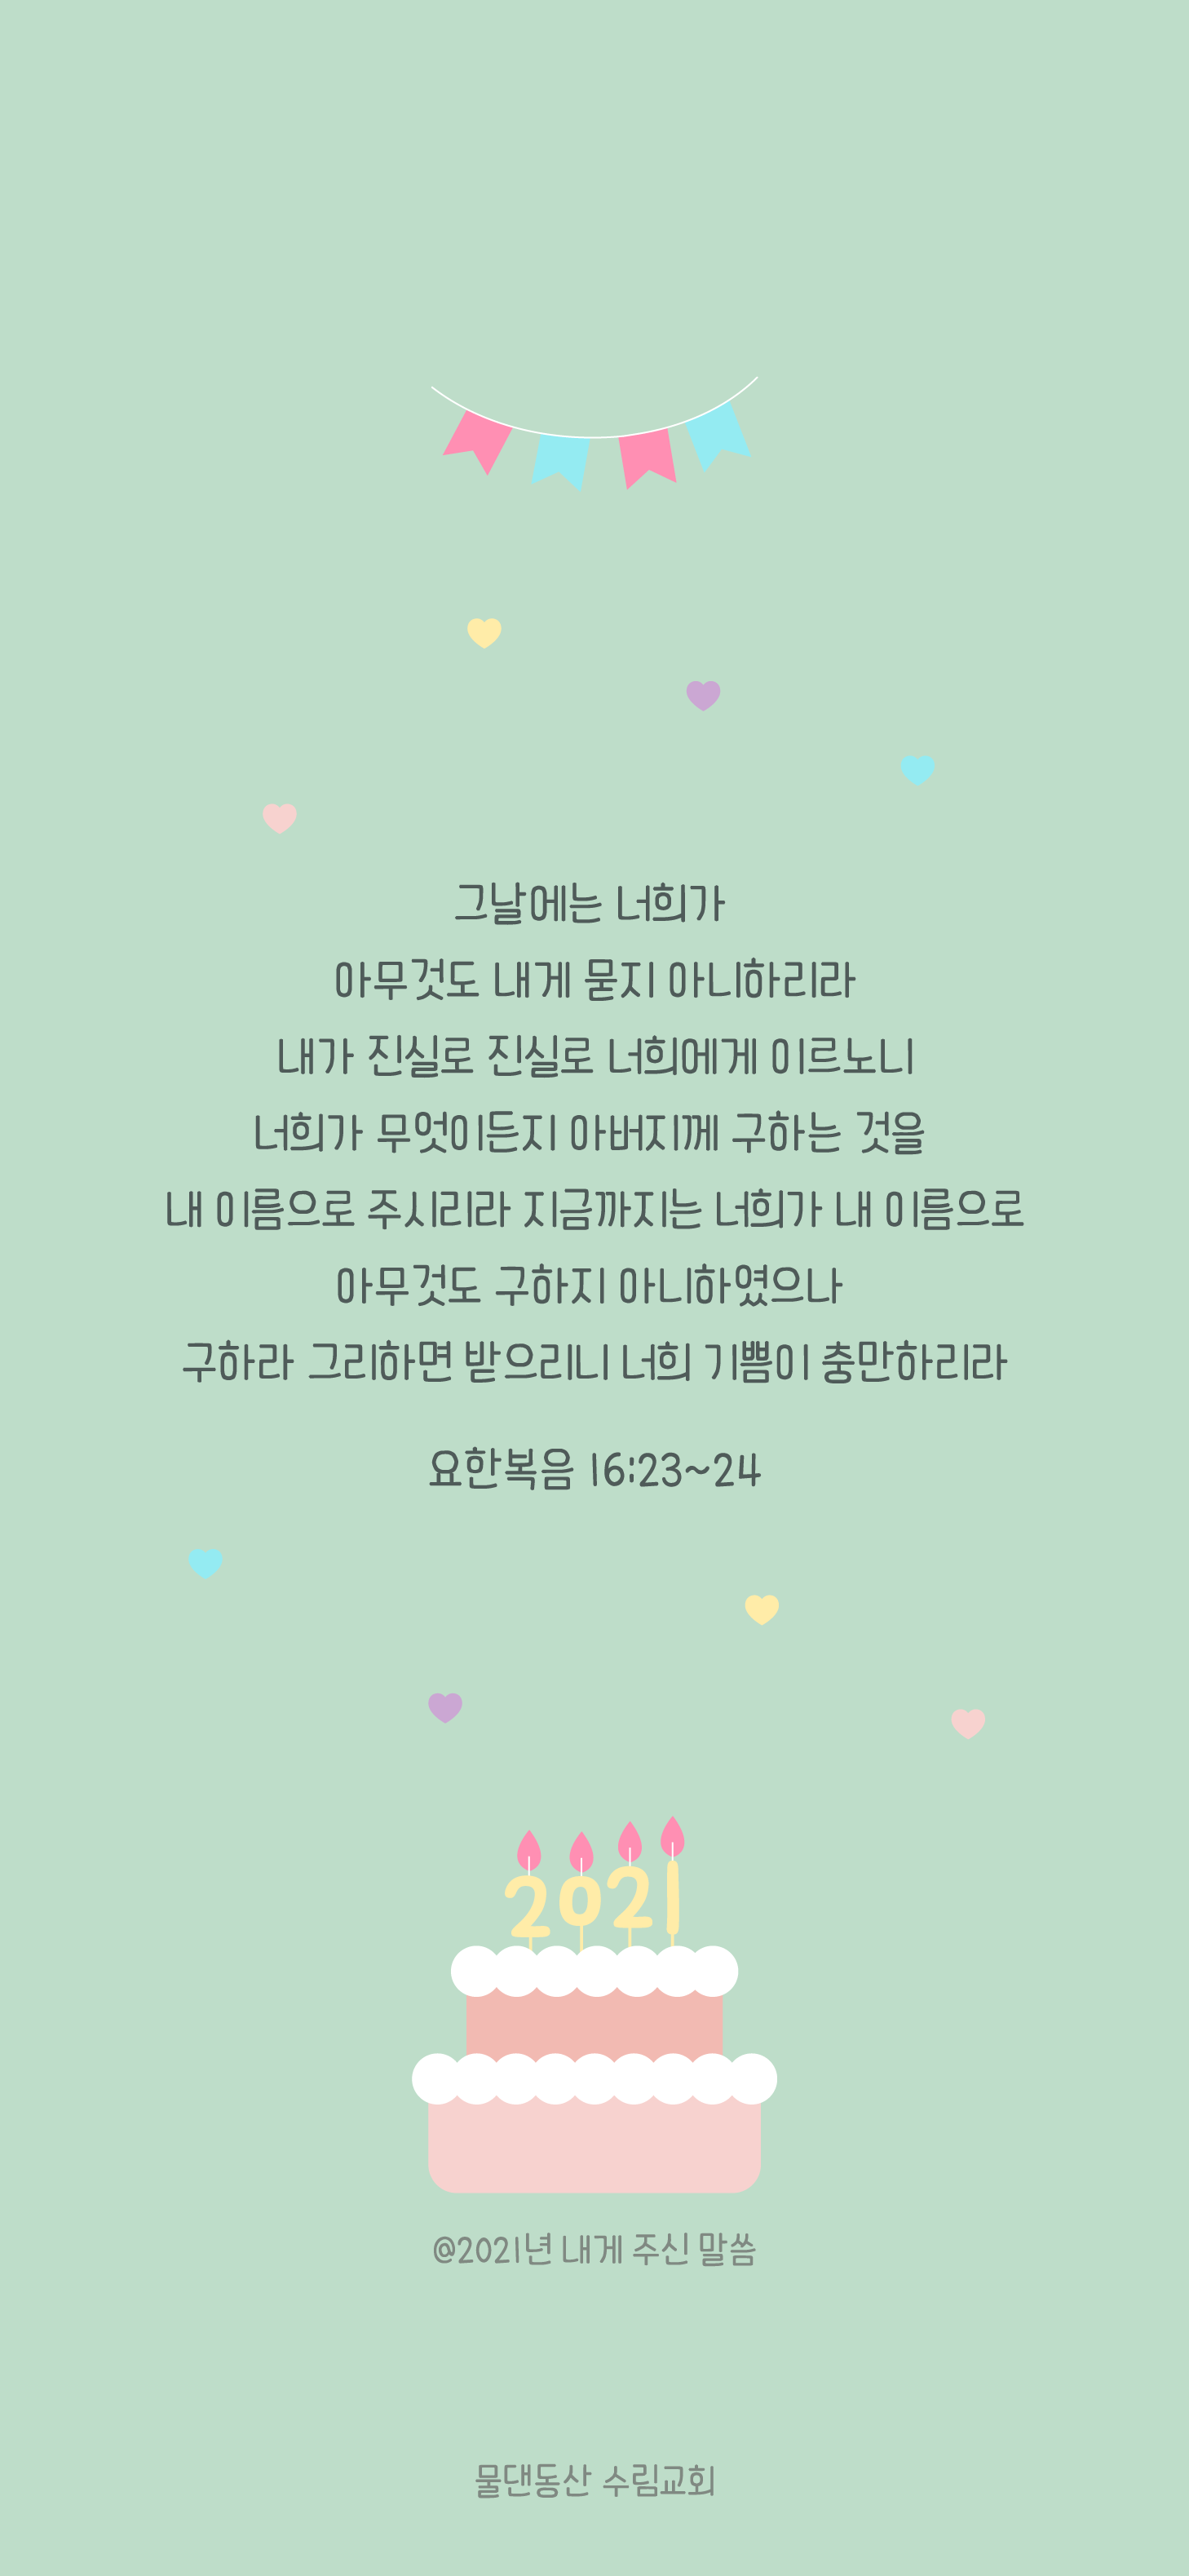 그날에는 너희가
아무것도 내게 묻지 아니하리라
내가 진실로 진실로 너희에게 이르노니
너희가 무엇이든지 아버지께 구하는 것을
내 이름으로 주시리라 지금까지는 너희가 내 이름으로
아무것도 구하지 아니하였으나
구하라 그리하면 받으리니 너희 기쁨이 충만하리라
요한복음 16:23~24
2021
@2021년 내게 주신 말씀
물댄동산 수림교회